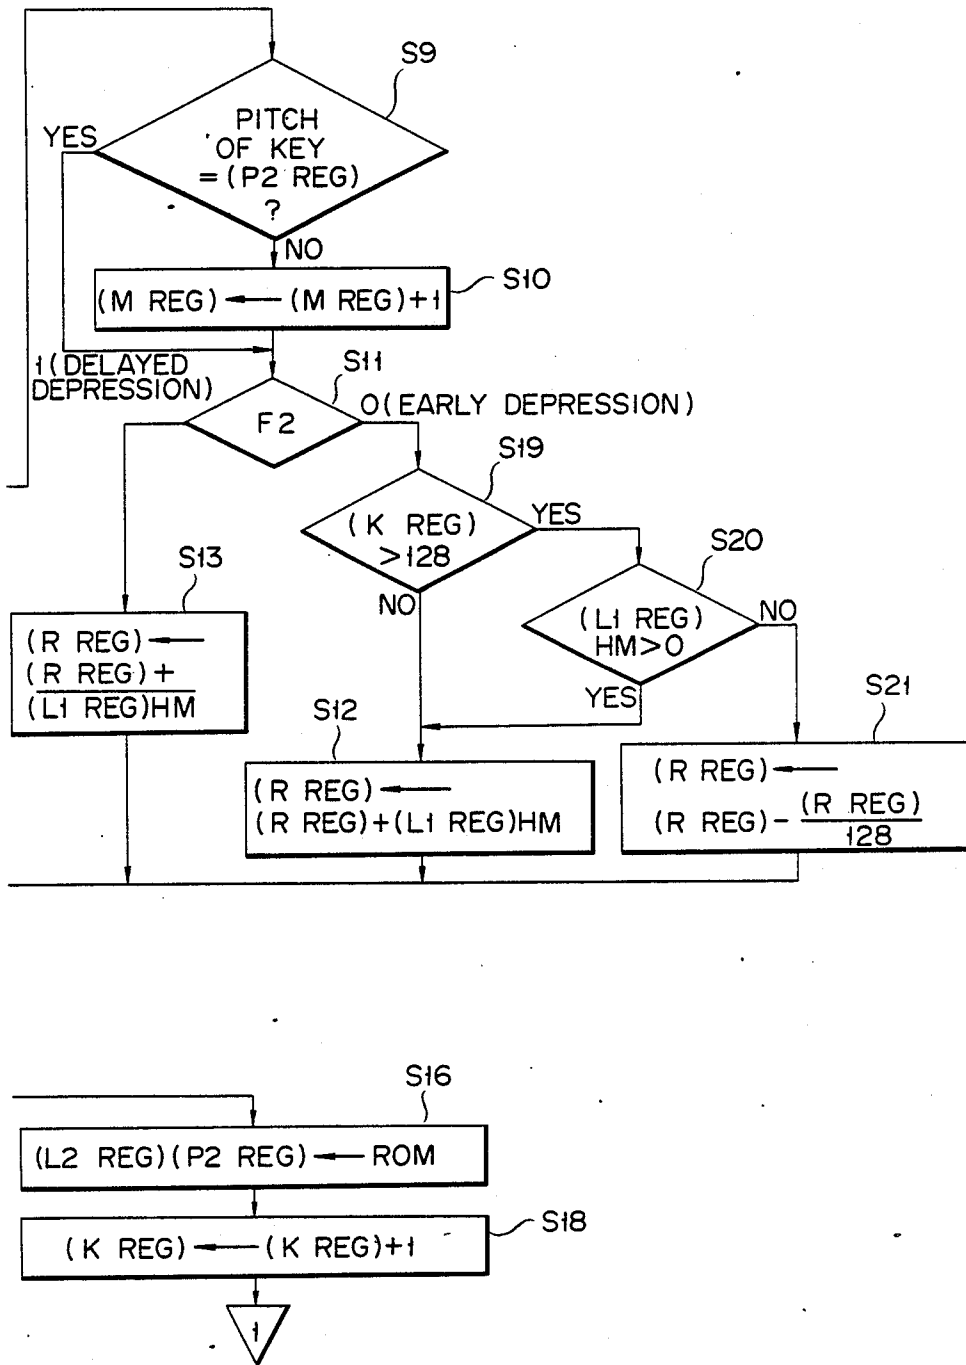 S9
YES
PITCH
OF KEY
=(P2 REG)
?
NO
S10
(M REG) ← (M REG)+1
1(DELAYED
DEPRESSION)
S11
F2
0(EARLY DEPRESSION)
S19
(K REG)
>128
YES
NO
S20
(L1 REG)
HM>0
NO
YES
S13
(R REG) ←
(R REG)+
(L1 REG)HM
S12
(R REG) ←
(R REG)+(L1 REG)HM
S21
(R REG) ←
(R REG)- (R REG)
128
S16
(L2 REG)(P2 REG) ← ROM
S18
(K REG) ← (K REG)+1
1